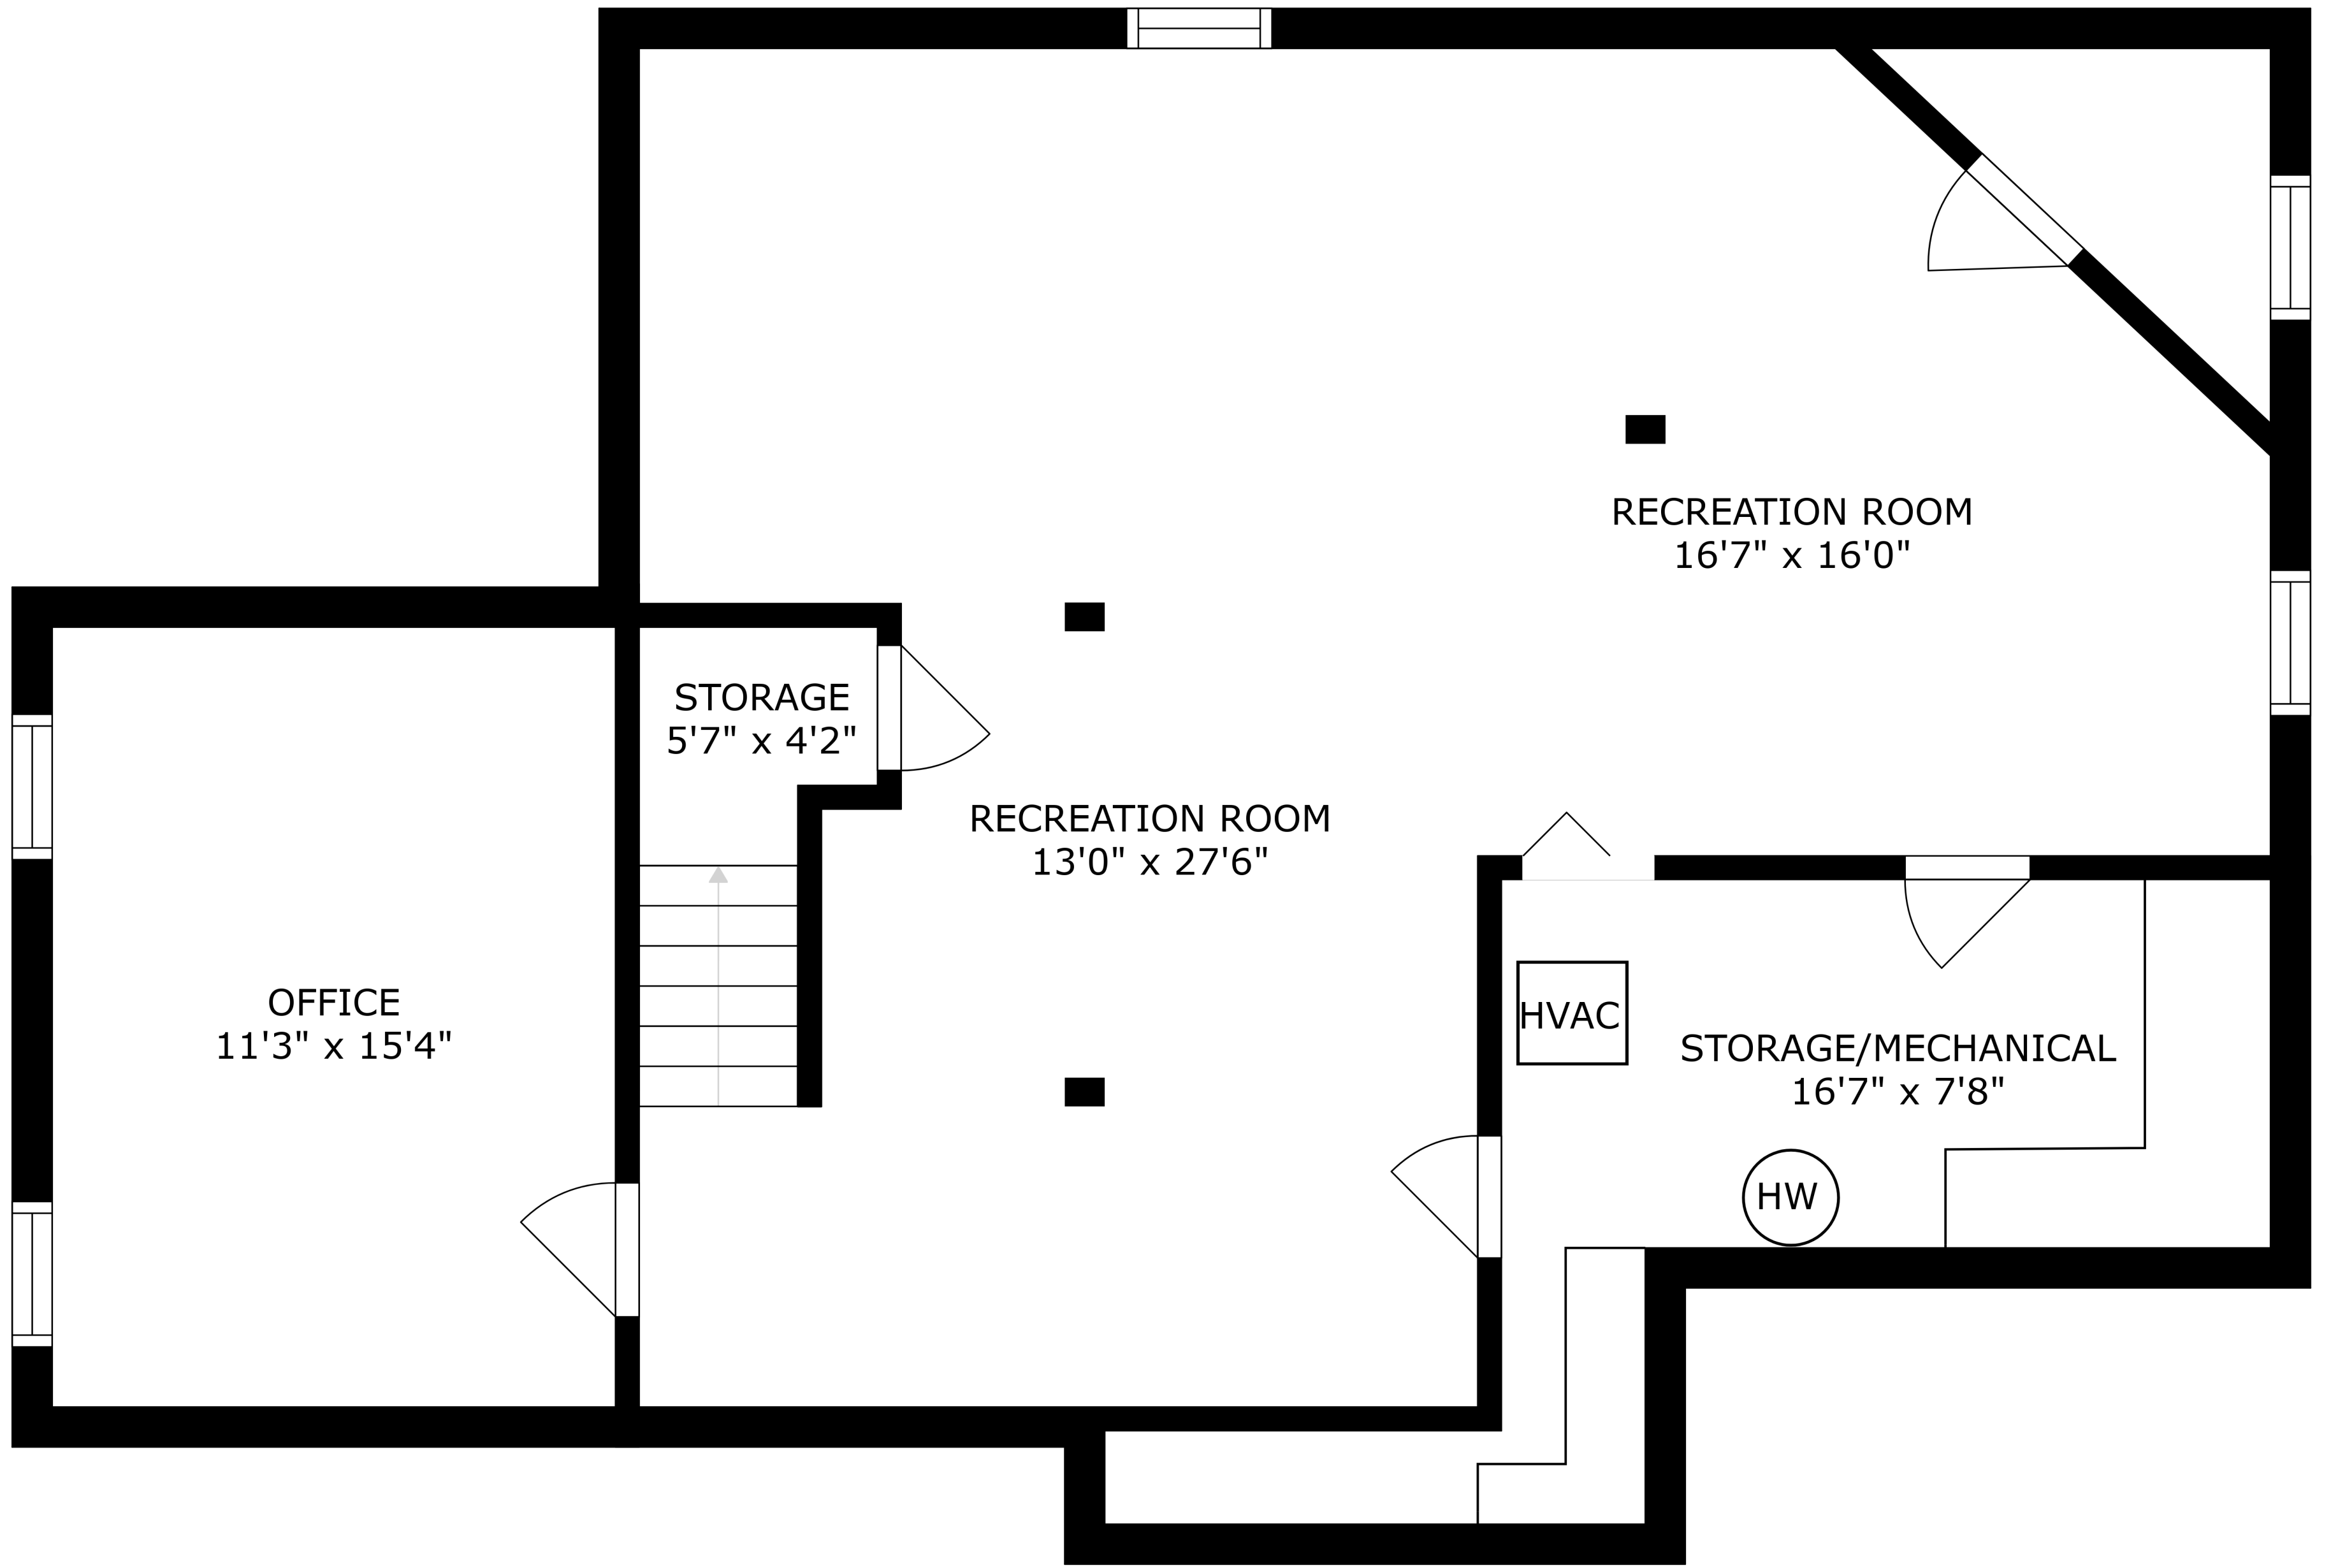 RECREATION ROOM
16'7" x 16'0"
STORAGE
5'7" x 4'2"
RECREATION ROOM
13'0" x 27'6"
OFFICE
11'3" x 15'4"
HVAC
STORAGE/MECHANICAL
16'7" x 7'8"
HW